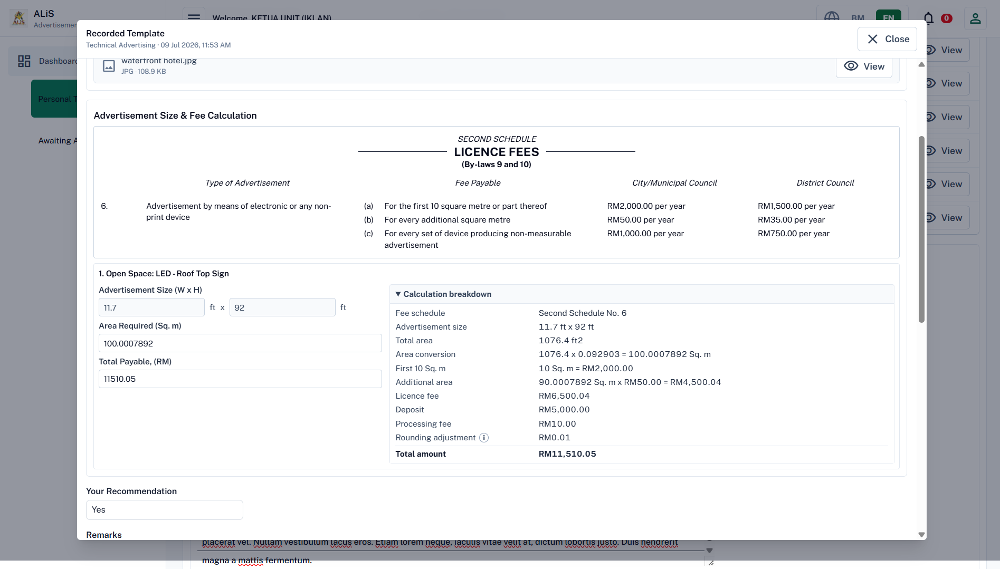 ALiS
Advertisemen
Welcome, KETUA UNIT (IKLAN)
BM
EN
0
Dashboard
Personal T
Awaiting A
Recorded Template
Technical Advertising · 09 Jul 2026, 11:53 AM
Close
waterfront hotel.jpg
JPG - 108.9 KB
View
Advertisement Size & Fee Calculation
SECOND SCHEDULE
LICENCE FEES
(By-laws 9 and 10)
Type of Advertisement Fee Payable City/Municipal Council District Council
6. Advertisement by means of electronic or any non-print device
(a) For the first 10 square metre or part thereof RM2,000.00 per year RM1,500.00 per year
(b) For every additional square metre RM50.00 per year RM35.00 per year
(c) For every set of device producing non-measurable advertisement RM1,000.00 per year RM750.00 per year
1. Open Space: LED - Roof Top Sign
Advertisement Size (W x H)
11.7 ft x 92 ft
Area Required (Sq. m)
100.0007892
Total Payable, (RM)
11510.05
▼ Calculation breakdown
Fee schedule Second Schedule No. 6
Advertisement size 11.7 ft x 92 ft
Total area 1076.4 ft2
Area conversion 1076.4 x 0.092903 = 100.0007892 Sq. m
First 10 Sq. m 10 Sq. m = RM2,000.00
Additional area 90.0007892 Sq. m x RM50.00 = RM4,500.04
Licence fee RM6,500.04
Deposit RM5,000.00
Processing fee RM10.00
Rounding adjustment RM0.01
Total amount RM11,510.05
Your Recommendation
Yes
Remarks
View
View
View
View
View
View
placerat vel. Nullam vestibulum lacus eros. Etiam lorem neque, iaculis vitae velit at, dictum lobortis justo. Duis hendrerit
magna a mattis fermentum.